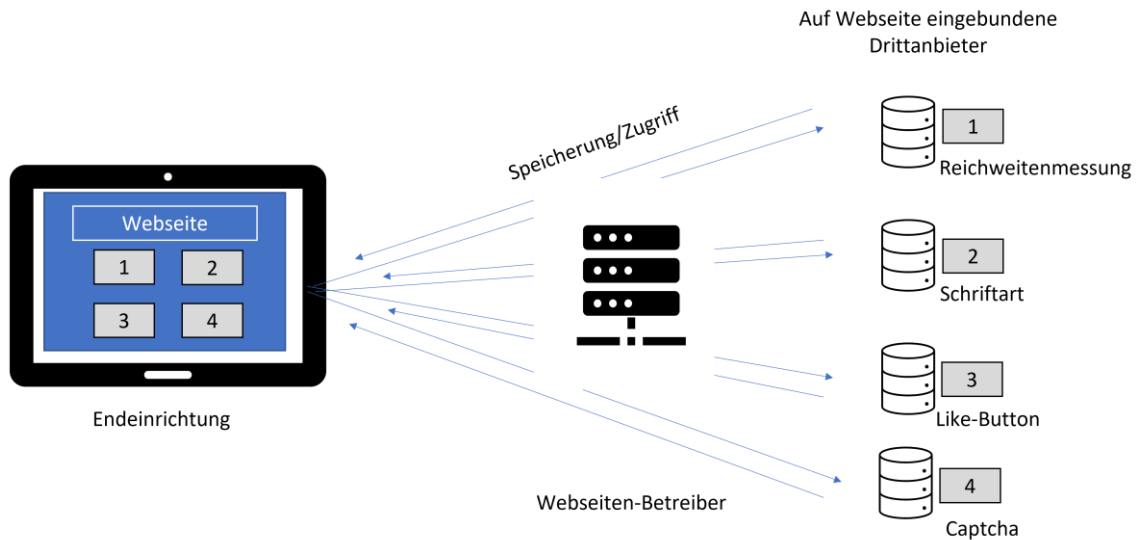 Auf Webseite eingebundene
Drittanbieter
Speicherung/Zugriff
1
Reichweitenmessung
Webseite
1 2
3 4
2
Schriftart
3
Like-Button
Endeinrichtung
4
Captcha
Webseiten-Betreiber